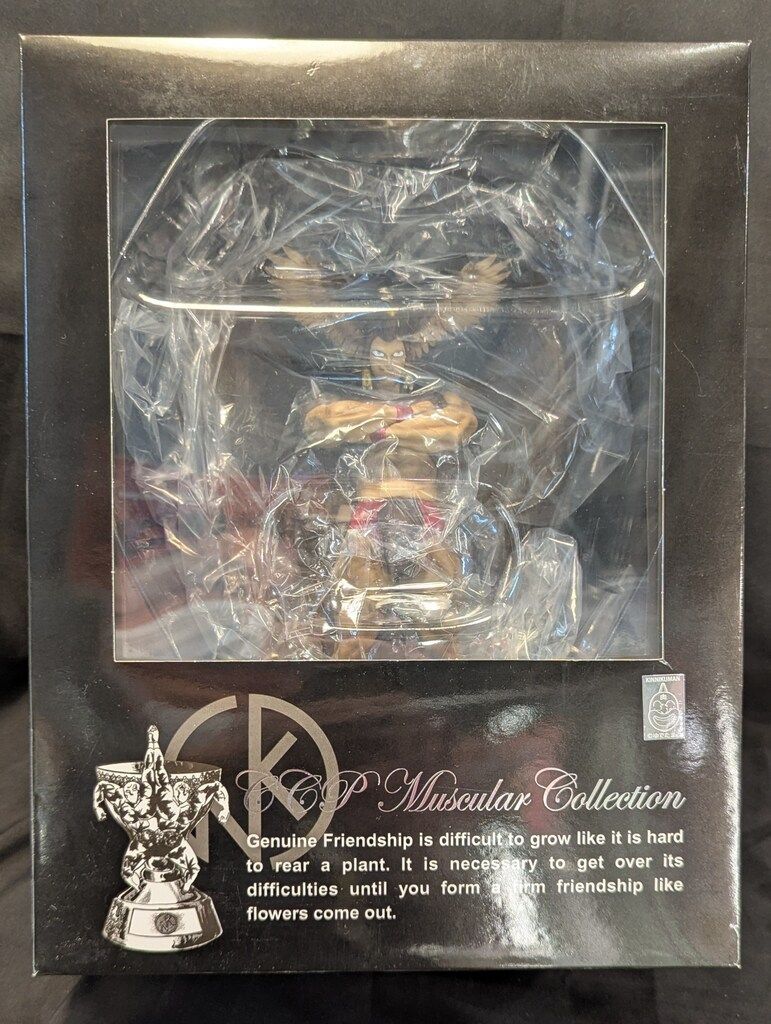 KINNIKUMAN
CCP Muscular Collection
Genuine Friendship is difficult to grow like it is hard
to rear a plant. It is necessary to get over its
difficulties until you form a firm friendship like
flowers come out.